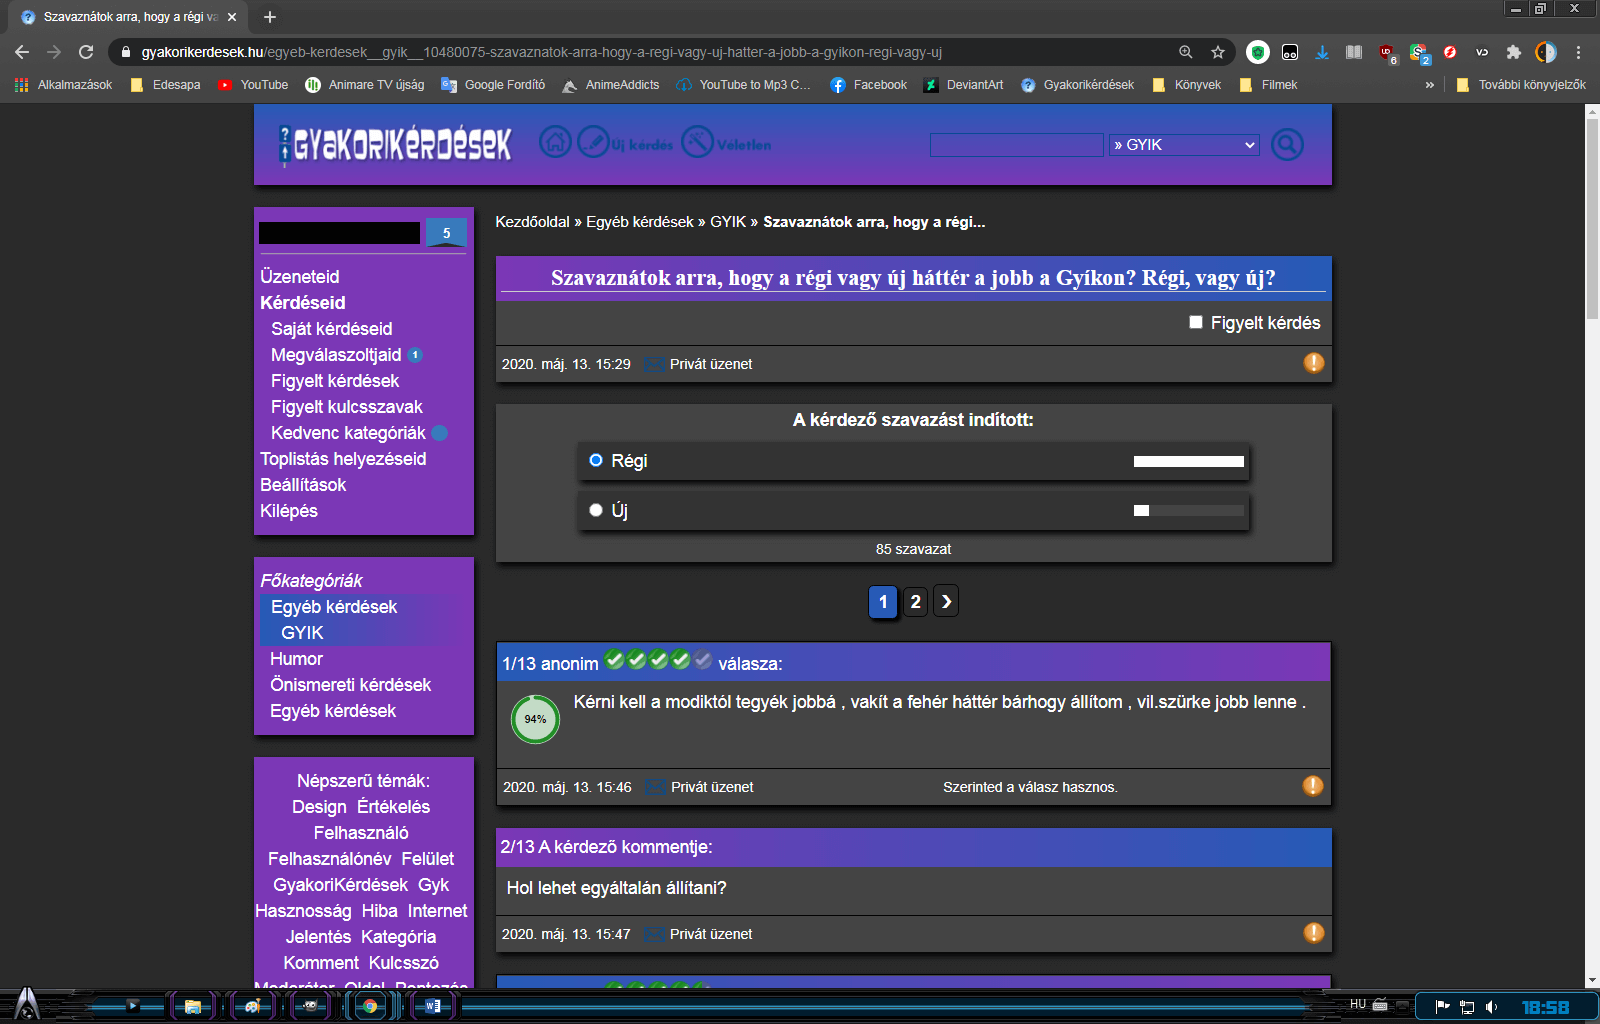 Szavaznátok arra, hogy a régi va
gyakorikerdesek.hu/egyeb-kerdesek__gyik__10480075-szavaznatok-arra-hogy-a-regi-vagy-uj-hatter-a-jobb-a-gyikon-regi-vagy-uj
6
2
Alkalmazások Edesapa YouTube Animare TV újság Google Fordító AnimeAddicts YouTube to Mp3 C... Facebook DeviantArt Gyakorikérdések Könyvek Filmek » További könyvjelzők
GYAKORIKÉRDÉSEK Új kérdés Véletlen » GYIK
5
Üzeneteid
Kérdéseid
Saját kérdéseid
Megválaszoltjaid 1
Figyelt kérdések
Figyelt kulcsszavak
Kedvenc kategóriák
Toplistás helyezéseid
Beállítások
Kilépés
Főkategóriák
Egyéb kérdések
GYIK
Humor
Önismereti kérdések
Egyéb kérdések
Népszerű témák:
Design Értékelés
Felhasználó
Felhasználónév Felület
GyakoriKérdések Gyk
Hasznosság Hiba Internet
Jelentés Kategória
Komment Kulcsszó
Moderátor Oldal Pontozás
Kezdőoldal » Egyéb kérdések » GYIK » Szavaznátok arra, hogy a régi...
Szavaznátok arra, hogy a régi vagy új háttér a jobb a Gyíkon? Régi, vagy új?
Figyelt kérdés
2020. máj. 13. 15:29 Privát üzenet
A kérdező szavazást indított:
Régi
Új
85 szavazat
1 2 ❯
1/13 anonim válasza:
94%
Kérni kell a modiktól tegyék jobbá , vakít a fehér háttér bárhogy állítom , vil.szürke jobb lenne .
2020. máj. 13. 15:46 Privát üzenet Szerinted a válasz hasznos.
2/13 A kérdező kommentje:
Hol lehet egyáltalán állítani?
2020. máj. 13. 15:47 Privát üzenet
HU 18:58